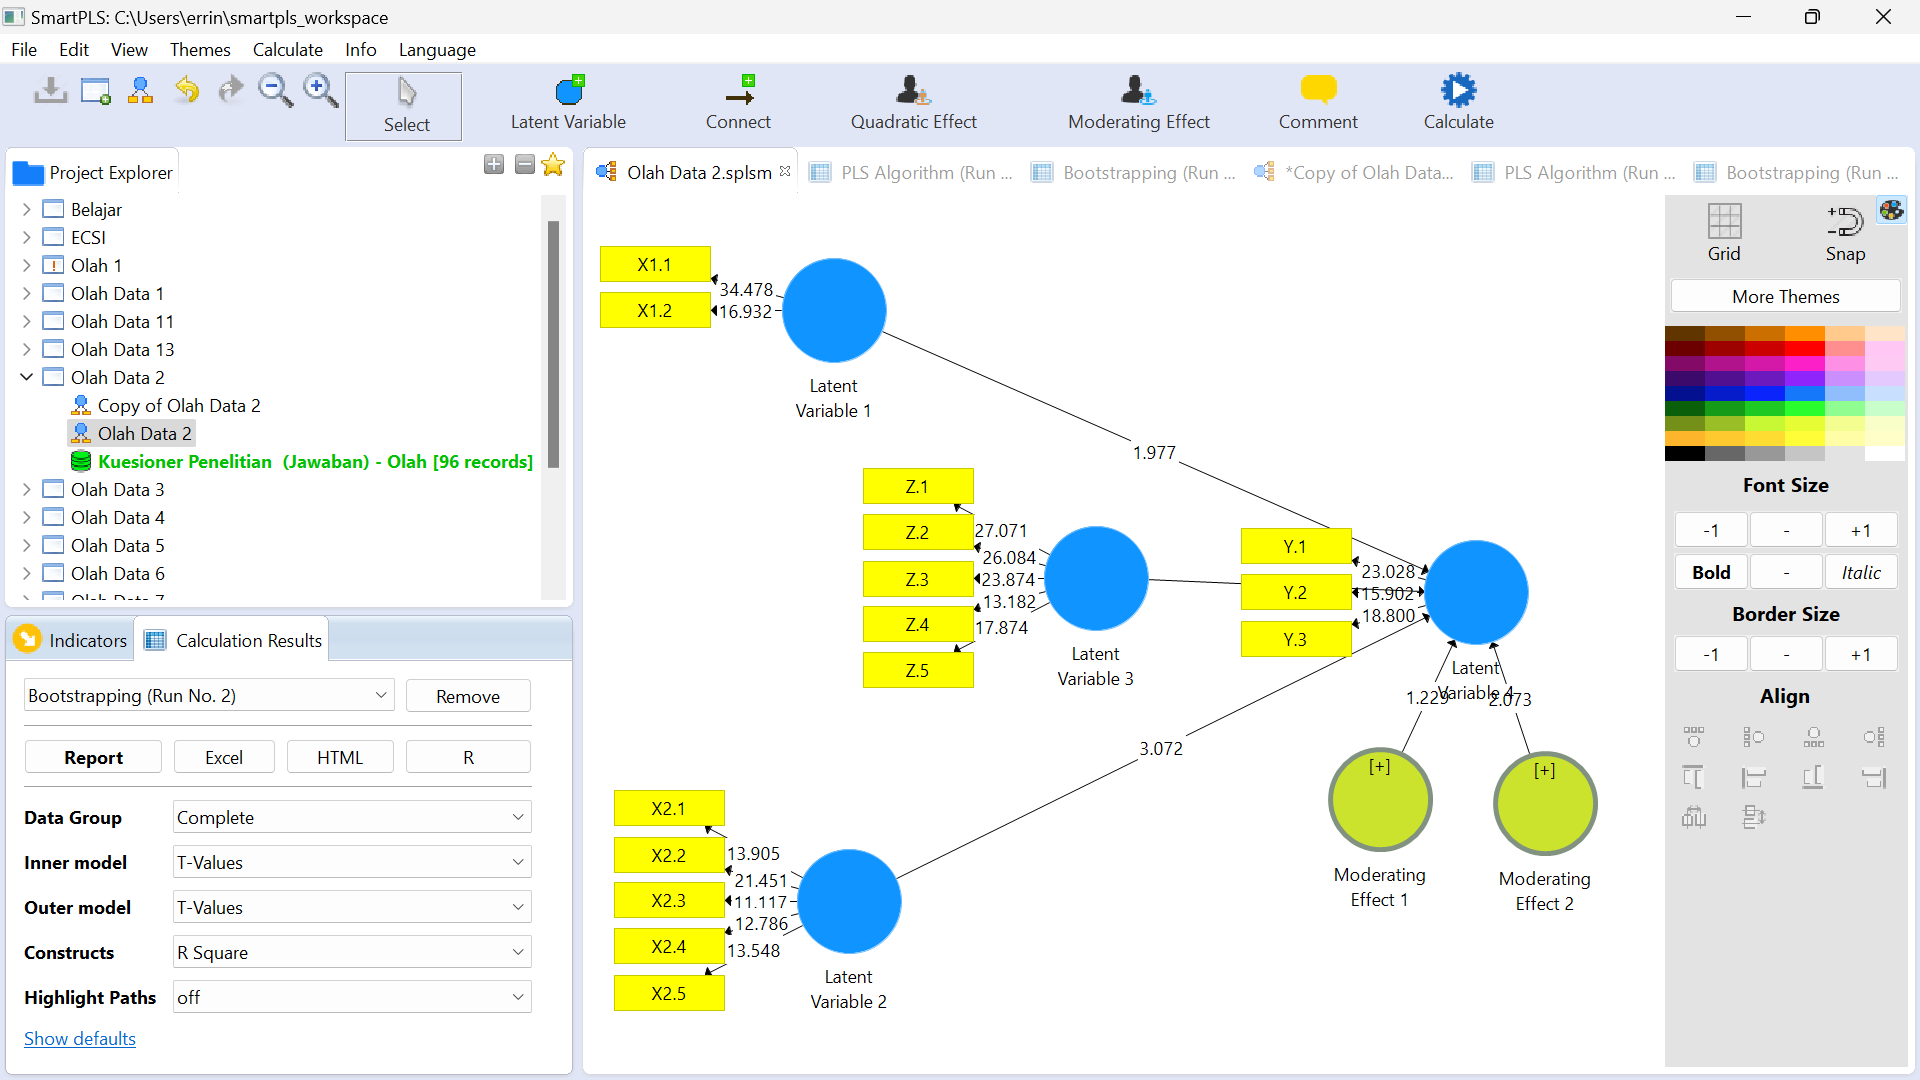 SmartPLS: C:\Users\errin\smartpls_workspace
File Edit View Themes Calculate Info Language
Select
Latent Variable
Connect
Quadratic Effect
Moderating Effect
Comment
Calculate
Project Explorer
Belajar
ECSI
Olah 1
Olah Data 1
Olah Data 11
Olah Data 13
Olah Data 2
Copy of Olah Data 2
Olah Data 2
Kuesioner Penelitian (Jawaban) - Olah [96 records]
Olah Data 3
Olah Data 4
Olah Data 5
Olah Data 6
Indicators
Calculation Results
Bootstrapping (Run No. 2)
Remove
Report
Excel
HTML
R
Data Group
Complete
Inner model
T-Values
Outer model
T-Values
Constructs
R Square
Highlight Paths
off
Show defaults
Olah Data 2.splsm
PLS Algorithm (Run ...
Bootstrapping (Run ...
*Copy of Olah Data...
PLS Algorithm (Run ...
Bootstrapping (Run ...
X1.1
X1.2
34.478
16.932
Latent
Variable 1
1.977
Z.1
Z.2
Z.3
Z.4
Z.5
27.071
26.084
23.874
13.182
17.874
Latent
Variable 3
Y.1
Y.2
Y.3
23.028
15.902
18.800
Latent
Variable 4
1.229
2.073
3.072
[+]
Moderating
Effect 1
[+]
Moderating
Effect 2
X2.1
X2.2
X2.3
X2.4
X2.5
13.905
21.451
11.117
12.786
13.548
Latent
Variable 2
Grid
Snap
More Themes
Font Size
-1
-
+1
Bold
-
Italic
Border Size
-1
-
+1
Align